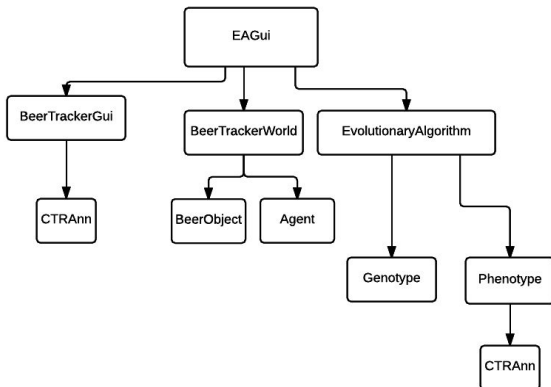 EAGui
BeerTrackerGui
BeerTrackerWorld
EvolutionaryAlgorithm
CTRAnn
BeerObject
Agent
Genotype
Phenotype
CTRAnn